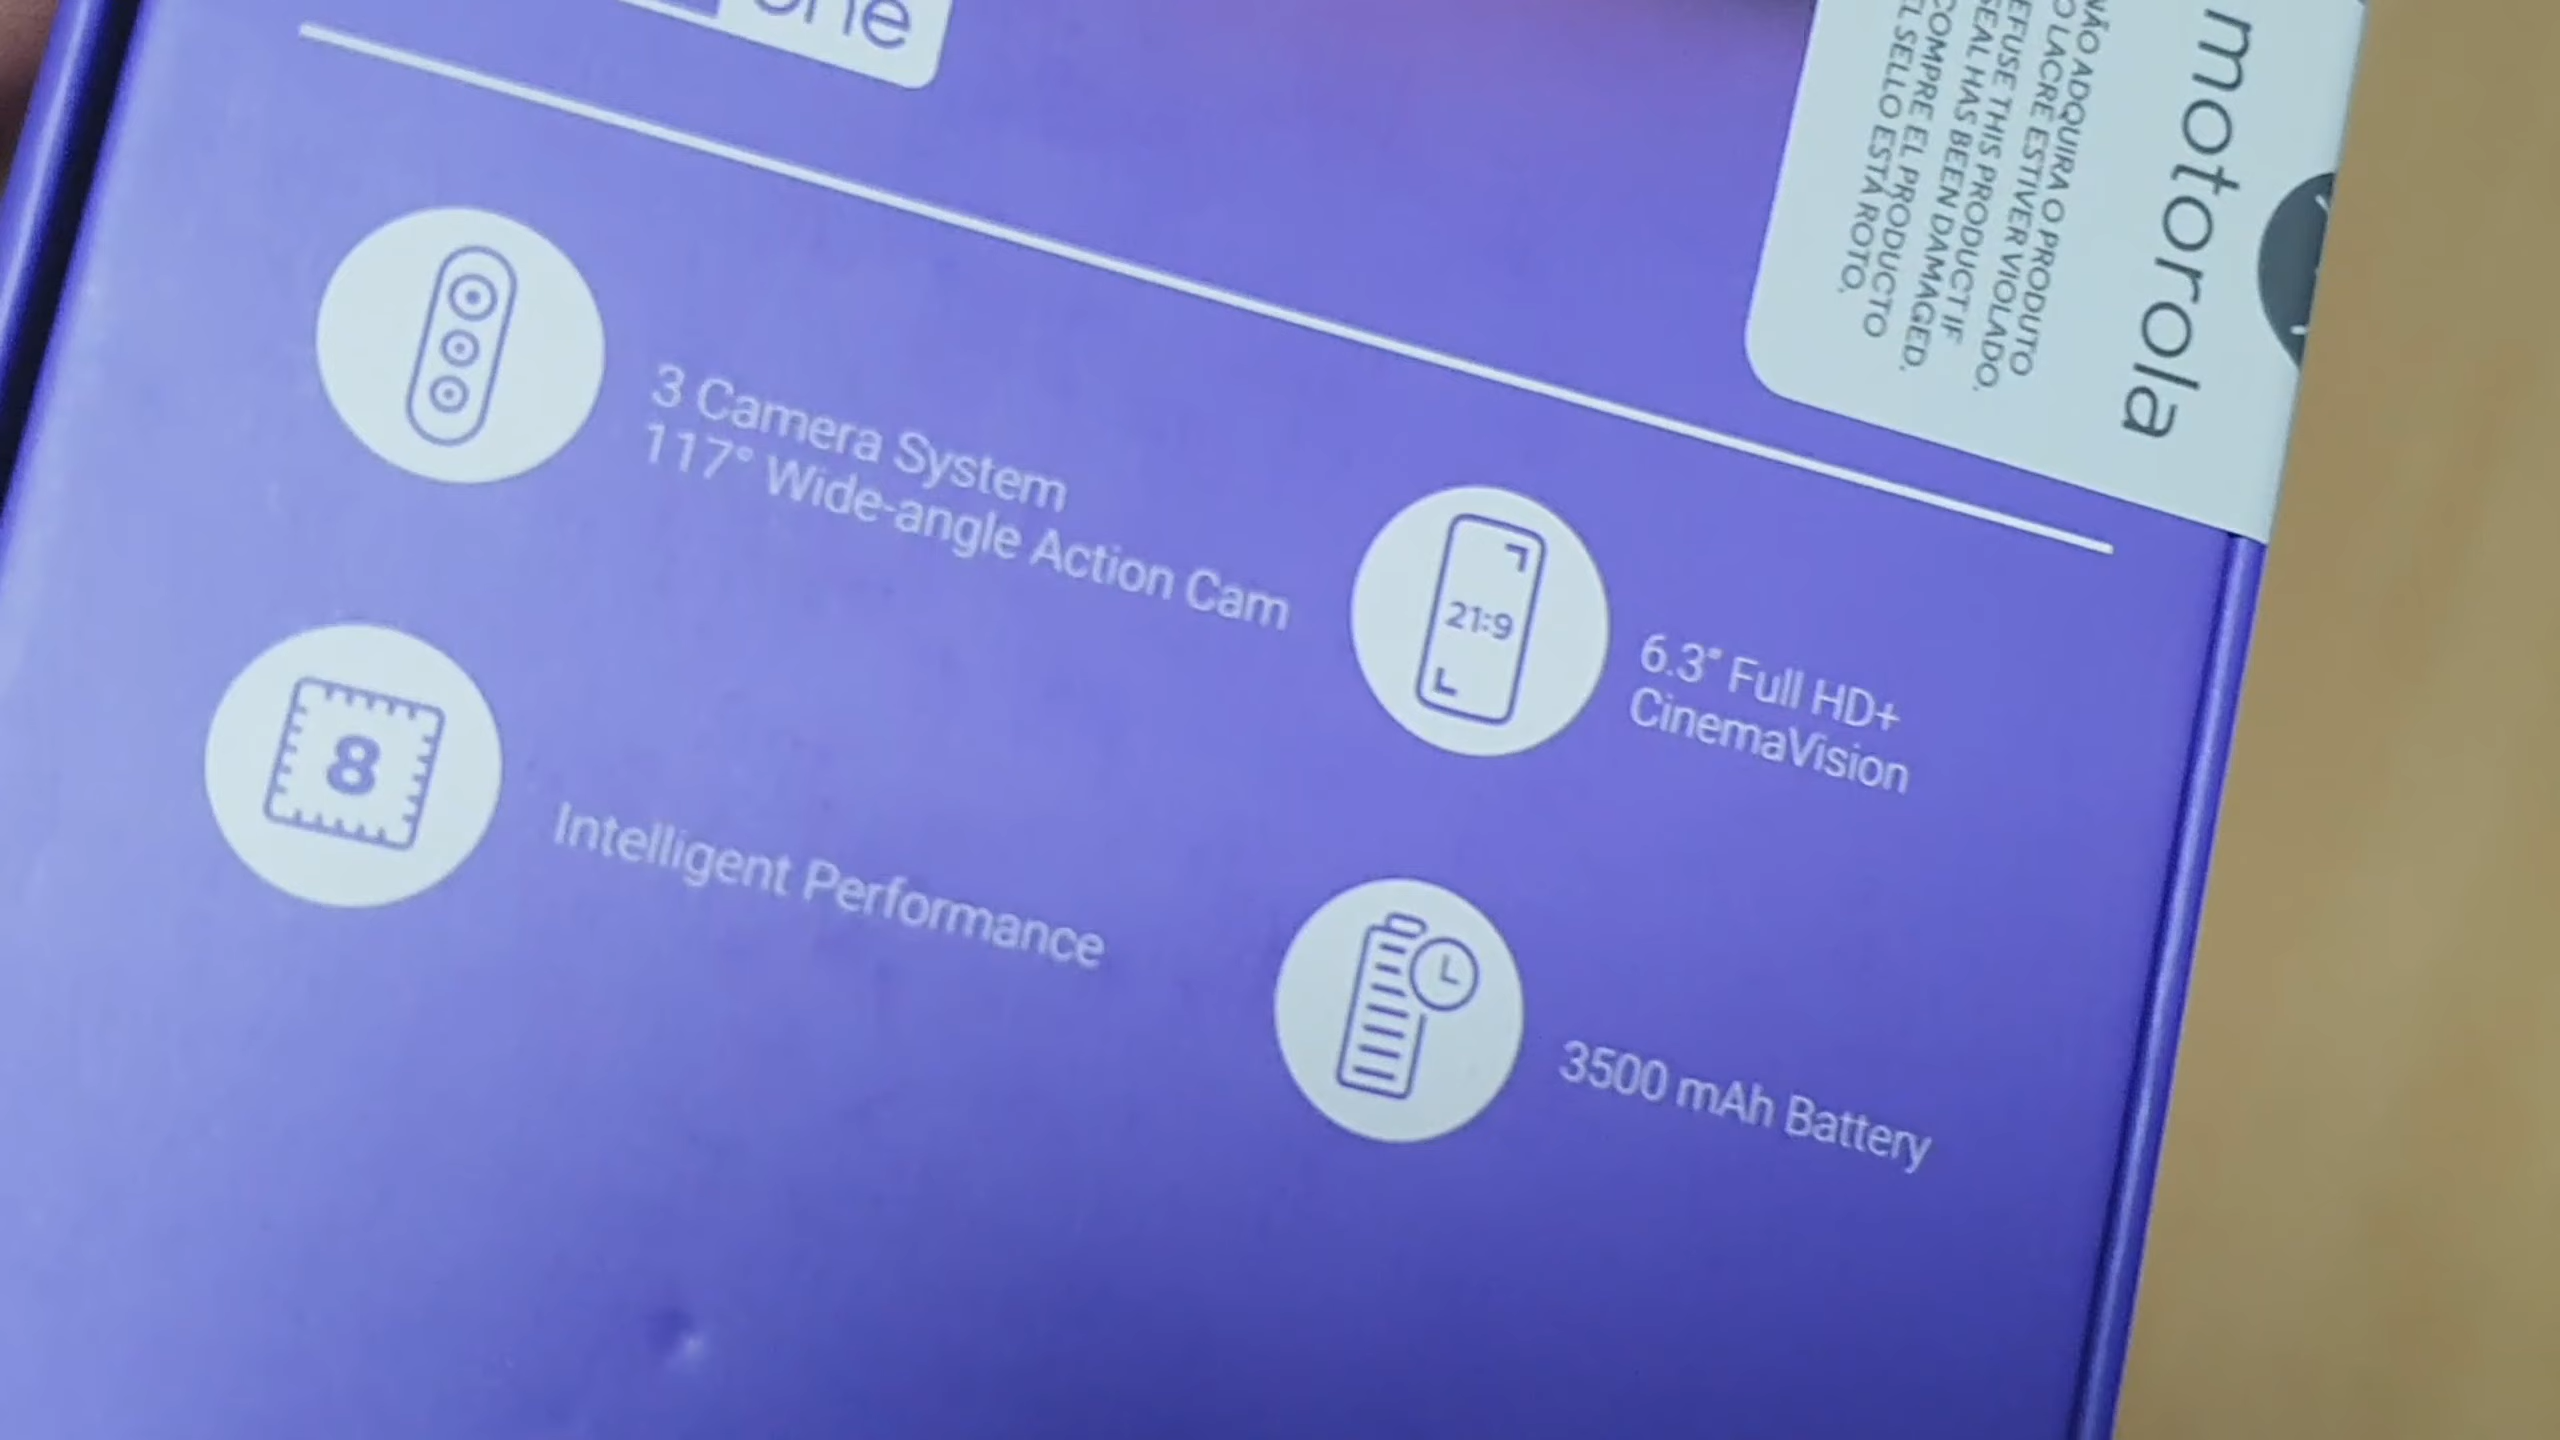 one
motorola
NÃO ADQUIRA O PRODUTO
O LACRE ESTIVER VIOLADO.
EFUSE THIS PRODUCT IF
SEAL HAS BEEN DAMAGED.
COMPRE EL PRODUCTO
EL SELLO ESTÁ ROTO.
3 Camera System
117° Wide-angle Action Cam
21:9
6.3" Full HD+
CinemaVision
8
Intelligent Performance
3500 mAh Battery